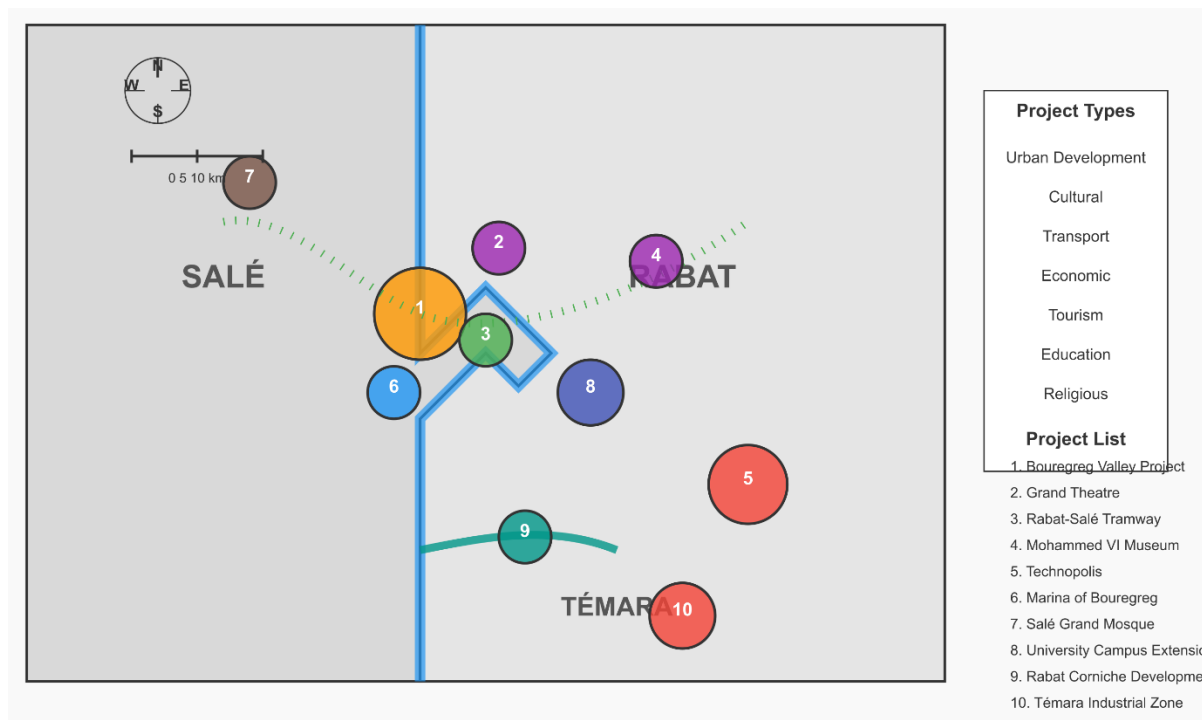 N
W E
$
0 5 10 km
7
2
4
SALÉ
RABAT
1
3
6
8
5
9
TÉMARA
10
Project Types
Urban Development
Cultural
Transport
Economic
Tourism
Education
Religious
Project List
1. Bouregreg Valley Project
2. Grand Theatre
3. Rabat-Salé Tramway
4. Mohammed VI Museum
5. Technopolis
6. Marina of Bouregreg
7. Salé Grand Mosque
8. University Campus Extensio
9. Rabat Corniche Developme
10. Témara Industrial Zone